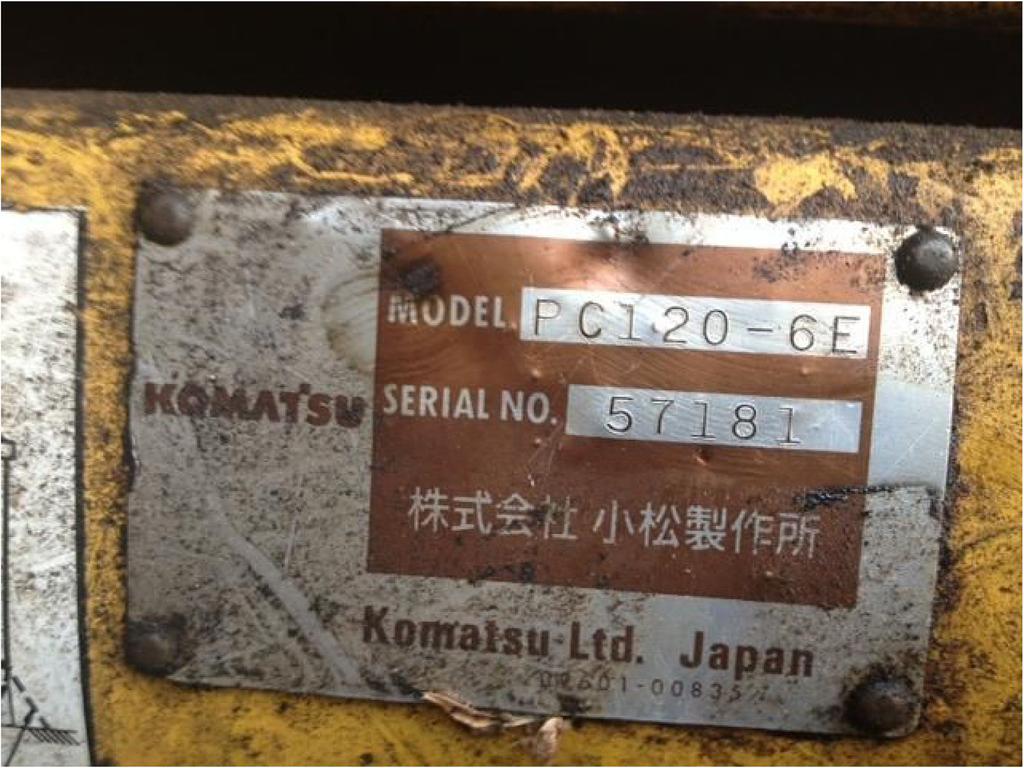 MODEL. PC120-6E
KOMATSU
SERIAL NO. 57181
株式会社 小松製作所
Komatsu Ltd. Japan